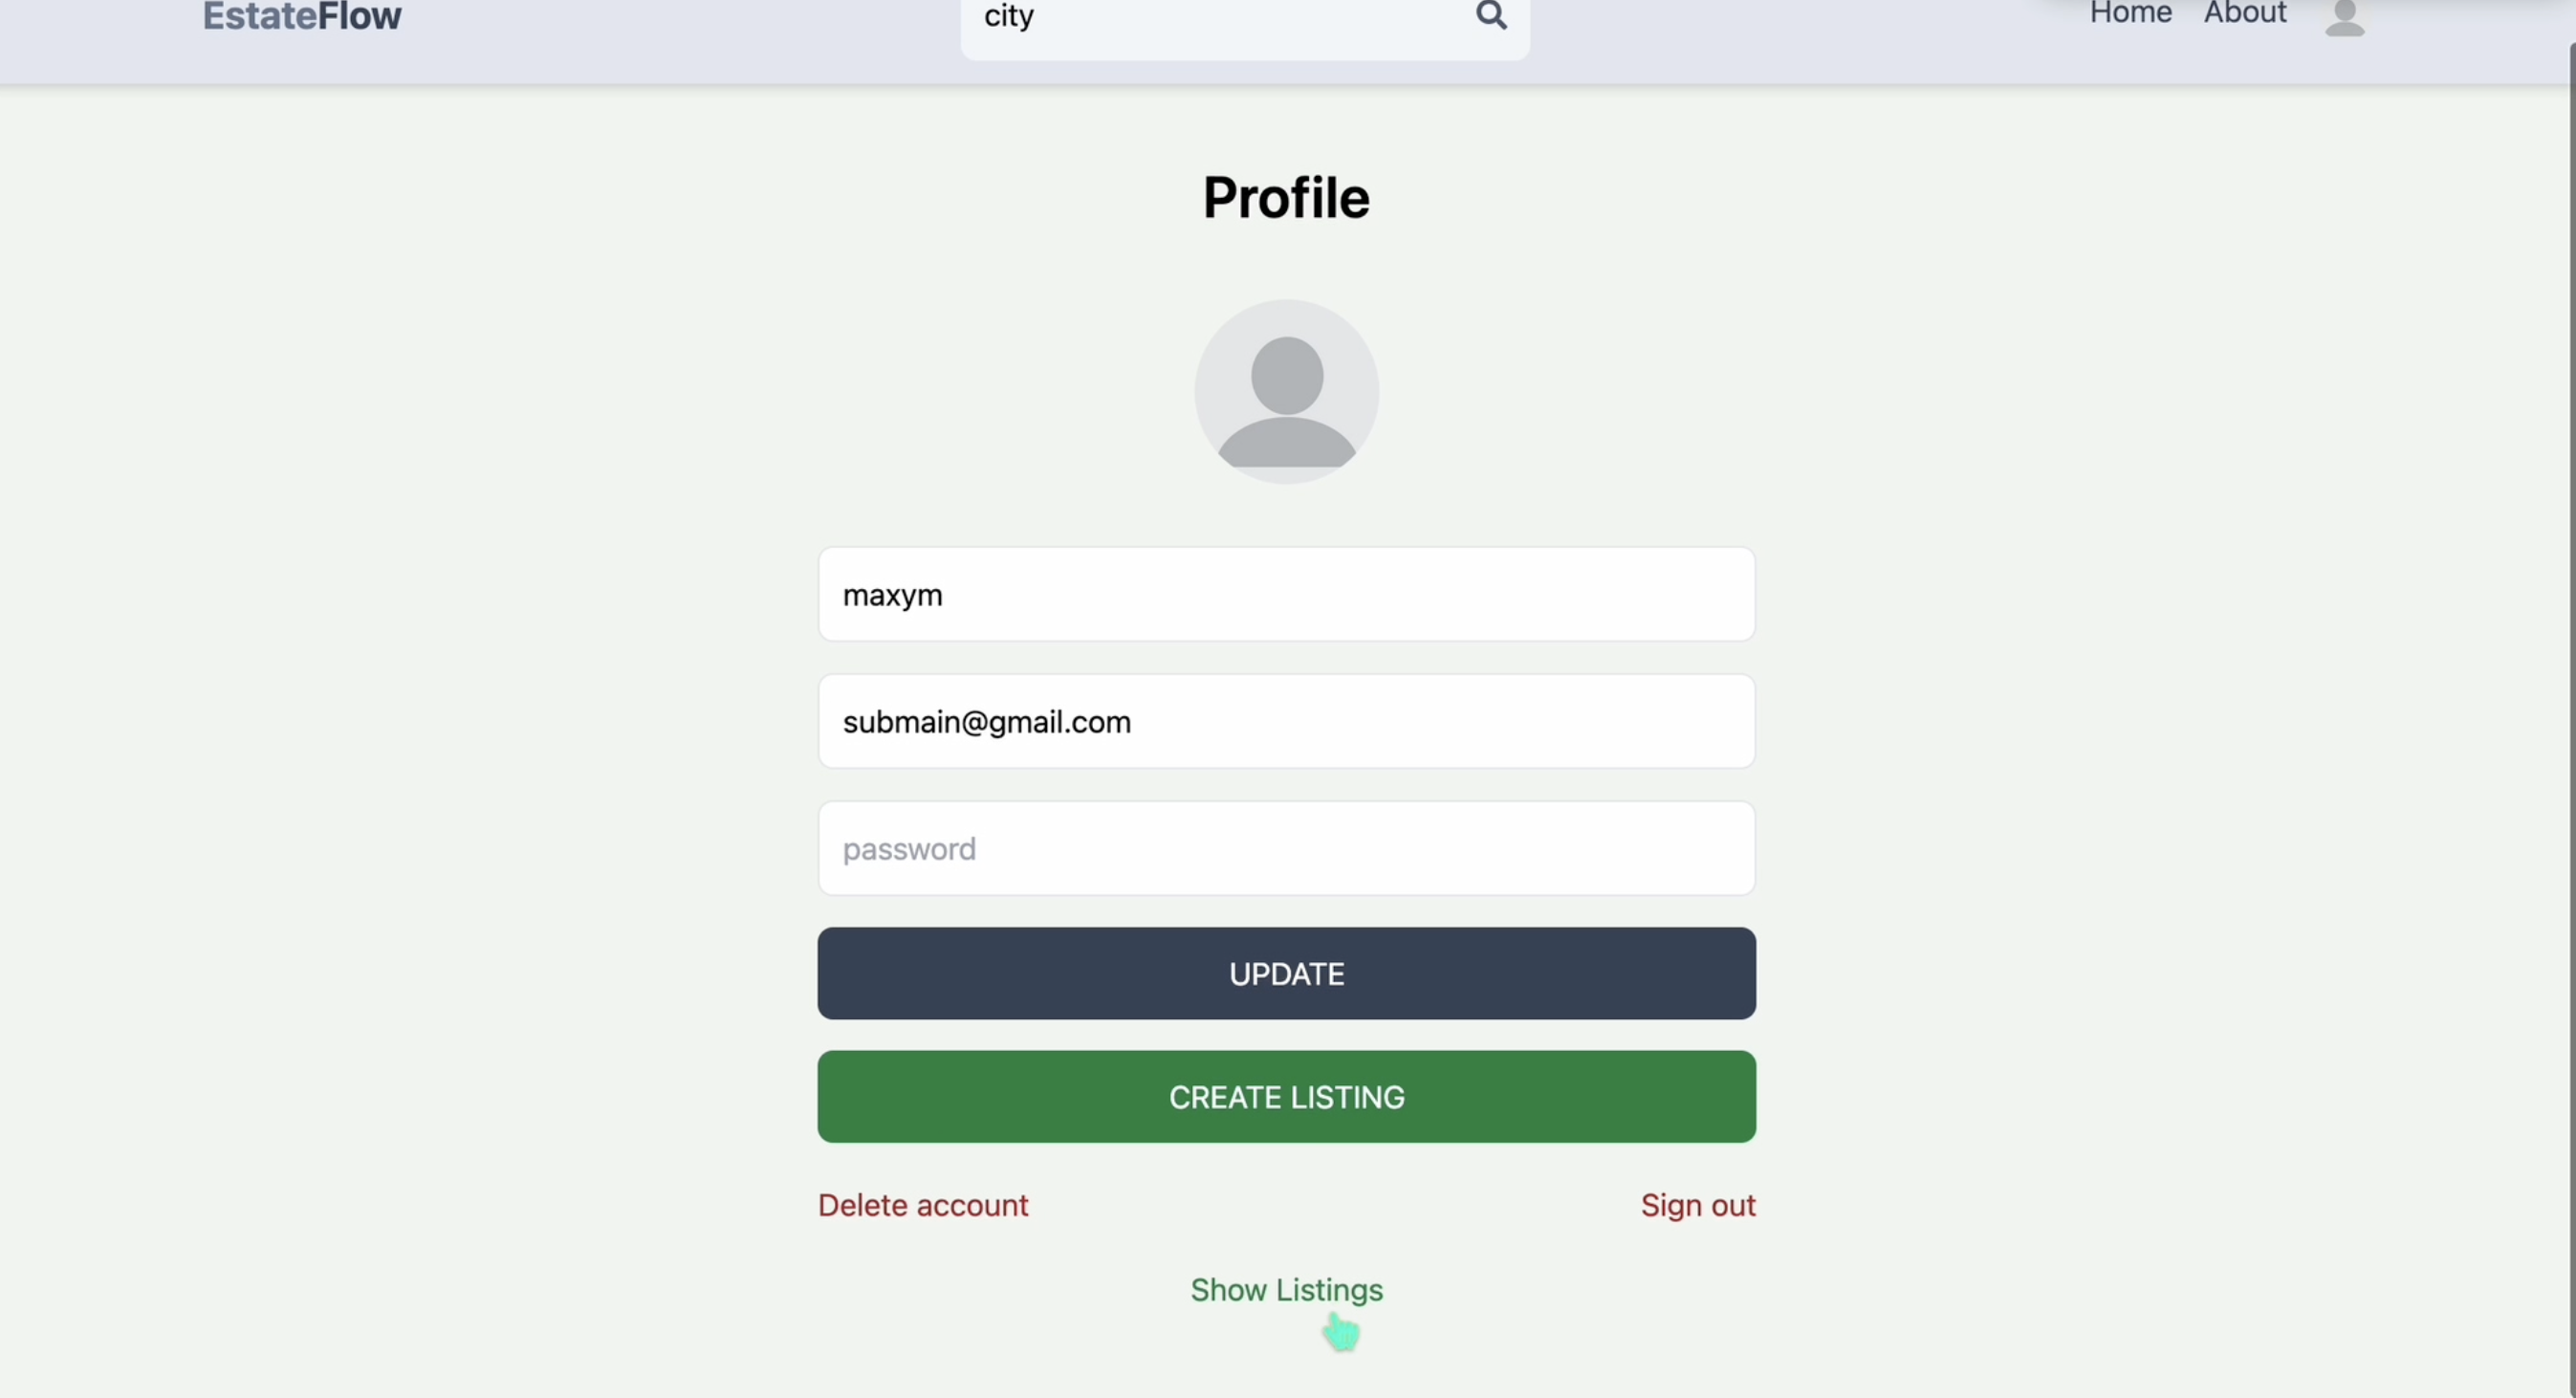 EstateFlow
city
Home
About
Profile
maxym
submain@gmail.com
password
UPDATE
CREATE LISTING
Delete account
Sign out
Show Listings